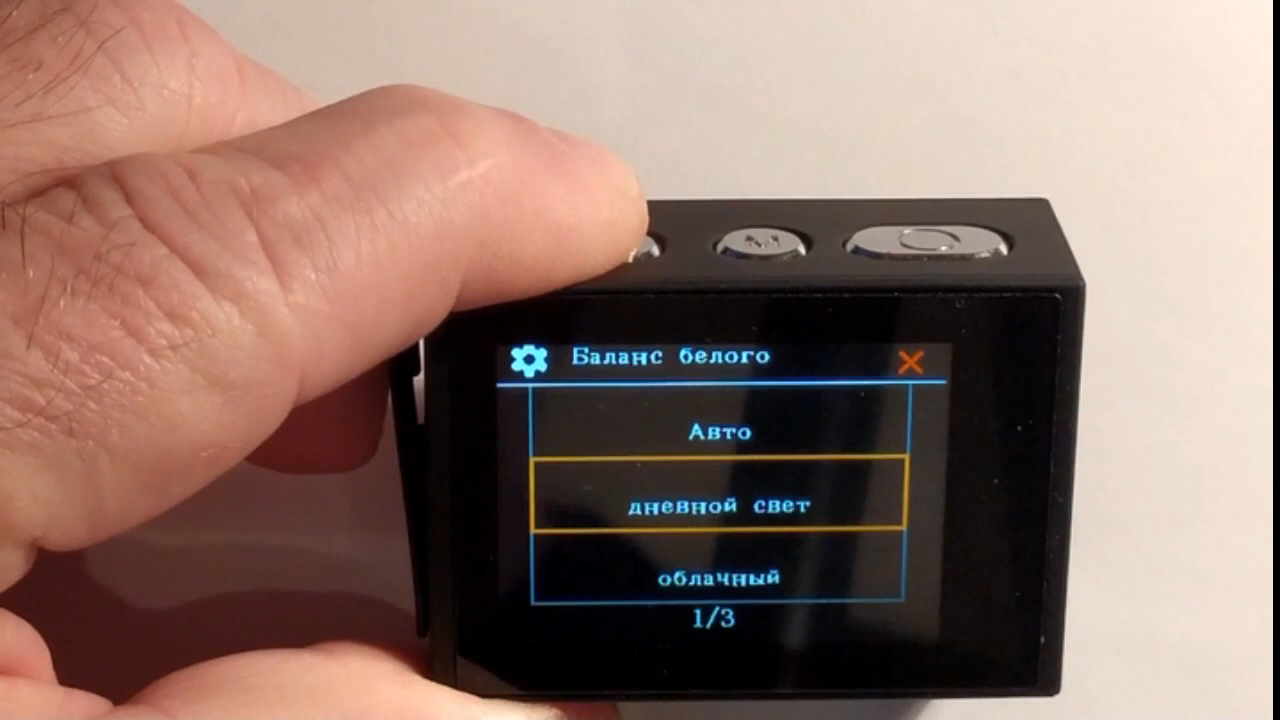 M
Баланс белого
Авто
дневной свет
облачный
1/3